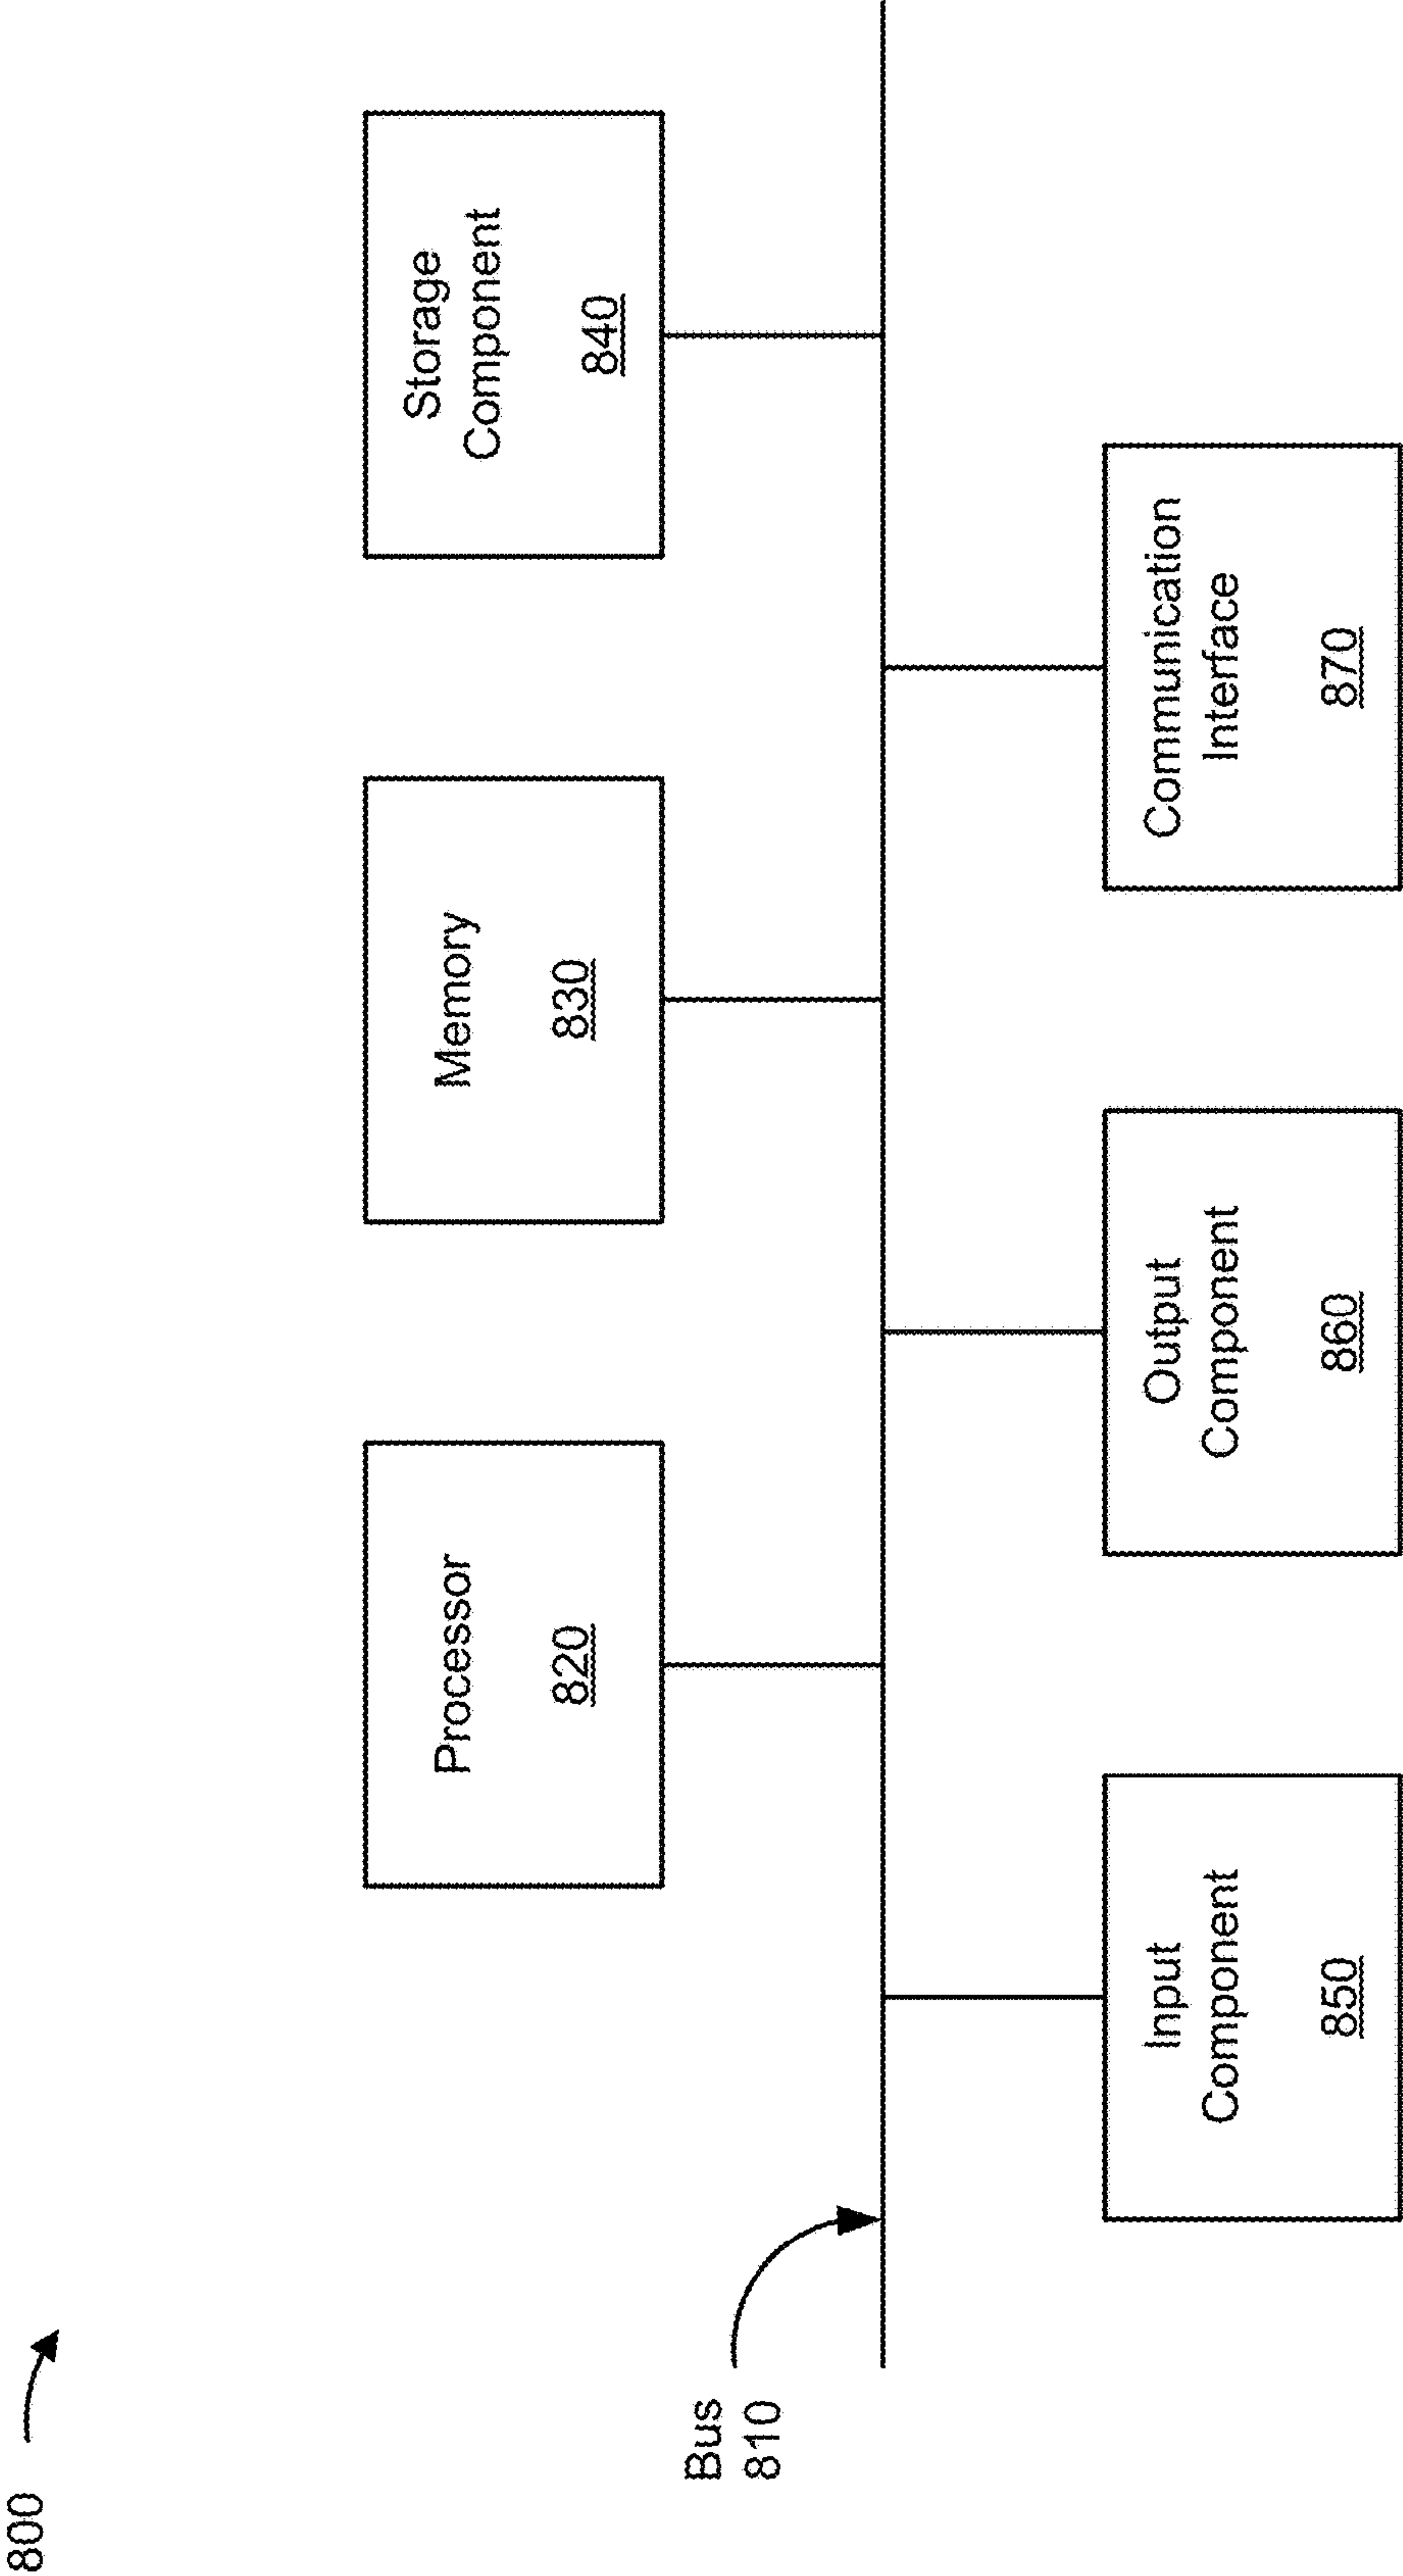 800
Bus
810
Processor
820
Memory
830
Storage
Component
840
Input
Component
850
Output
Component
860
Communication
Interface
870